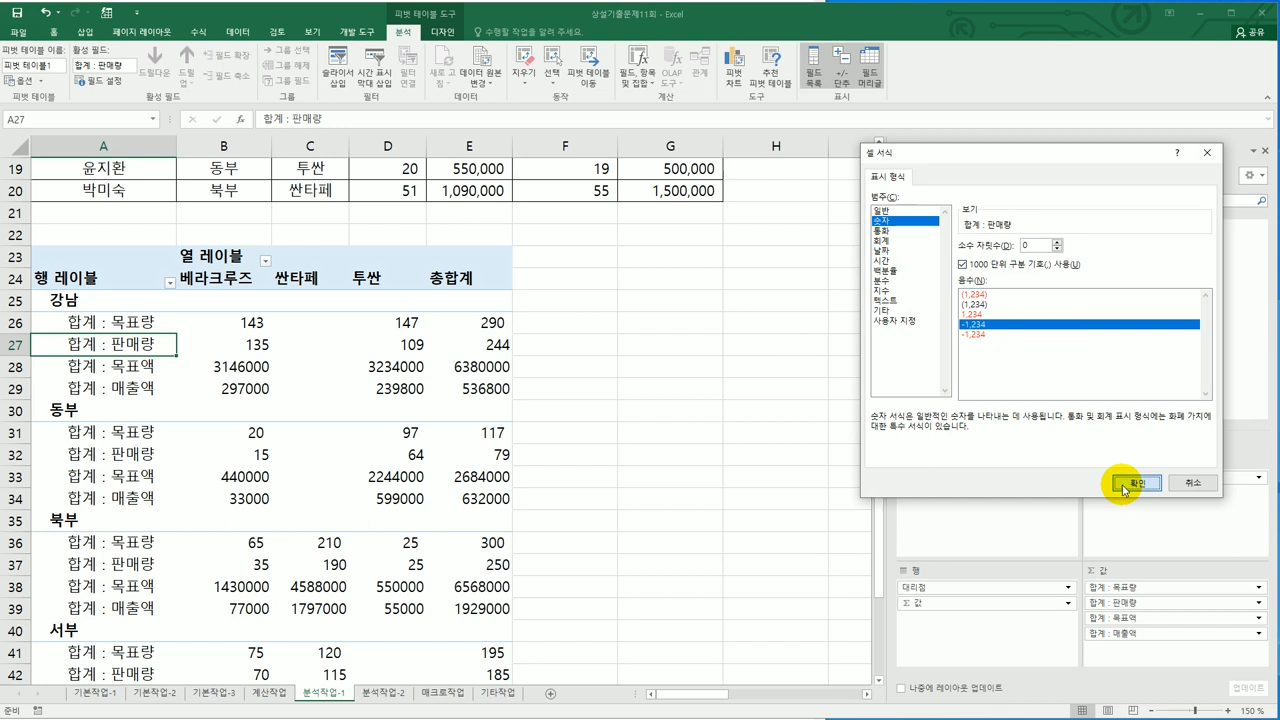 피벗 테이블 도구
상설기출문제11회 - Excel
파일 홈 삽입 페이지 레이아웃 수식 데이터 검토 보기 개발 도구 분석 디자인 수행할 작업을 알려 주세요. 공유
피벗 테이블 이름: 활성 필드:
피벗테이블1 합계 : 판매량
옵션 필드 설정
드릴다운 드릴업 필드 확장 필드 축소
그룹 선택
그룹 해제
그룹 필드
슬라이서 삽입 시간 표시 막대 삽입 필터 연결
새로 고침 데이터 원본 변경
지우기 선택 피벗 테이블 이동
필드, 항목 및 집합 OLAP 도구 관계
피벗 차트 추천 피벗 테이블
필드 목록 +/- 단추 필드 머리글
피벗 테이블 활성 필드 그룹 필터 데이터 동작 계산 도구 표시
A27 fx 합계 : 판매량
A B C D E F G H
19 윤지환 동부 투싼 20 550,000 19 500,000
20 박미숙 북부 싼타페 51 1,090,000 55 1,500,000
21
22
23 열 레이블
24 행 레이블 베라크루즈 싼타페 투싼 총합계
25 강남
26 합계 : 목표량 143 147 290
27 합계 : 판매량 135 109 244
28 합계 : 목표액 3146000 3234000 6380000
29 합계 : 매출액 297000 239800 536800
30 동부
31 합계 : 목표량 20 97 117
32 합계 : 판매량 15 64 79
33 합계 : 목표액 440000 2244000 2684000
34 합계 : 매출액 33000 599000 632000
35 북부
36 합계 : 목표량 65 210 25 300
37 합계 : 판매량 35 190 25 250
38 합계 : 목표액 1430000 4588000 550000 6568000
39 합계 : 매출액 77000 1797000 55000 1929000
40 서부
41 합계 : 목표량 75 120 195
42 합계 : 판매량 70 115 185
셀 서식
표시 형식
범주(C):
일반
숫자
통화
회계
날짜
시간
백분율
분수
지수
텍스트
기타
사용자 지정
보기
합계 : 판매량
소수 자릿수(D): 0
1000 단위 구분 기호(,) 사용(U)
음수(N):
(1,234)
(1,234)
1,234
-1,234
-1,234
숫자 서식은 일반적인 숫자를 나타내는 데 사용됩니다. 통화 및 회계 표시 형식에는 화폐 가치에
대한 특수 서식이 있습니다.
확인 취소
행 Σ 값
대리점 합계 : 목표량
Σ 값 합계 : 판매량
합계 : 목표액
합계 : 매출액
나중에 레이아웃 업데이트 업데이트
기본작업-1 기본작업-2 기본작업-3 계산작업 분석작업-1 분석작업-2 매크로작업 기타작업
준비 150 %